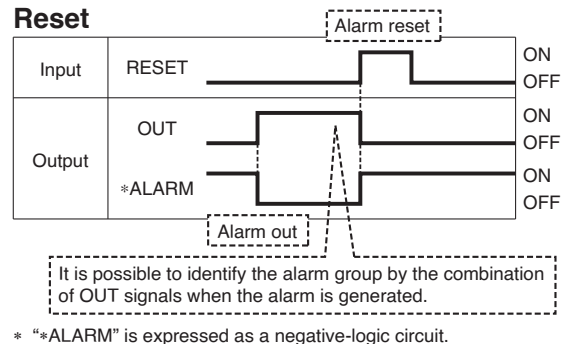 Reset
Alarm reset
Input RESET ON
OFF
Output OUT ON
OFF
*ALARM ON
OFF
Alarm out
It is possible to identify the alarm group by the combination
of OUT signals when the alarm is generated.
* “*ALARM” is expressed as a negative-logic circuit.